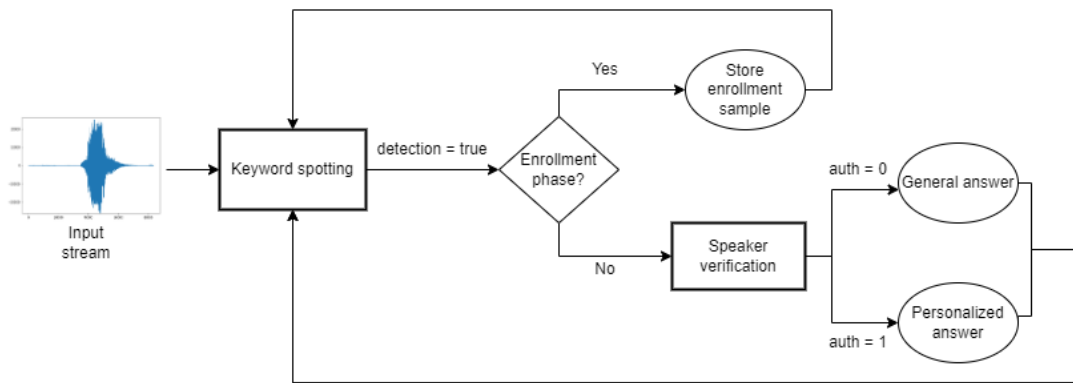 Input
stream
Keyword spotting
detection = true
Enrollment
phase?
Yes
Store
enrollment
sample
No
Speaker
verification
auth = 0
General answer
auth = 1
Personalized
answer